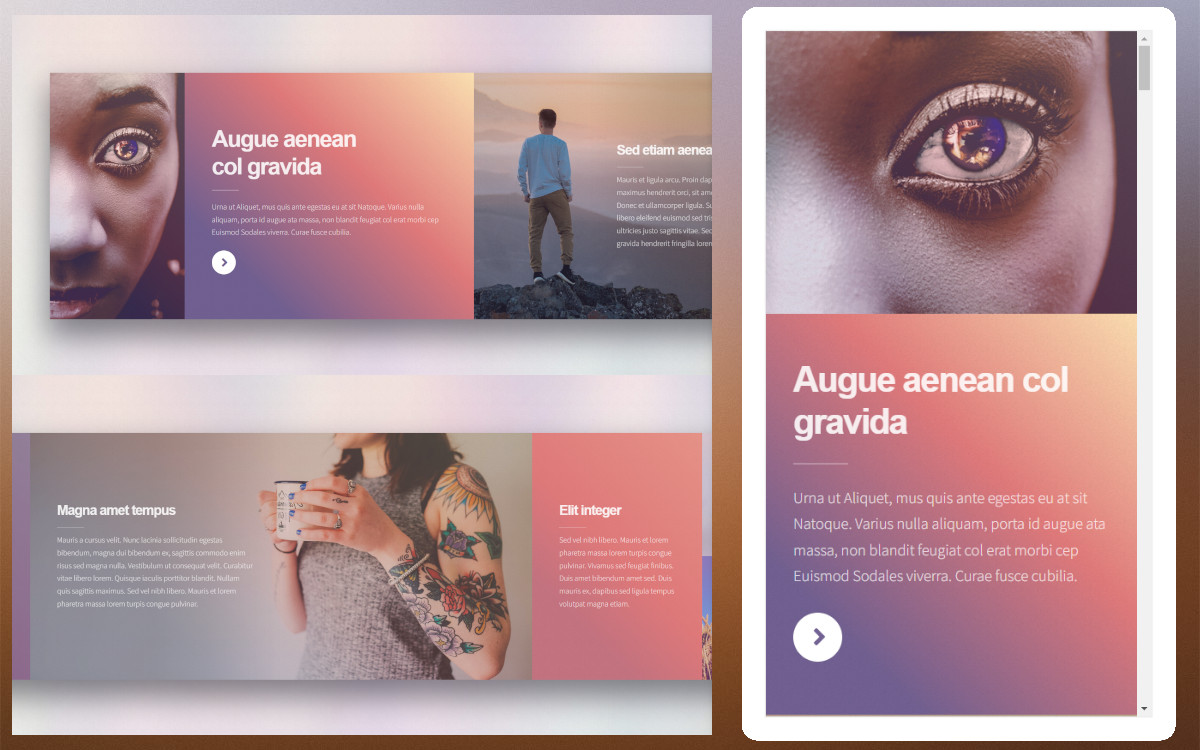 Augue aenean
col gravida
Urna ut Aliquet, mus quis ante egestas eu at sit Natoque. Varius nulla
aliquam, porta id augue ata massa, non blandit feugiat col erat morbi cep
Euismod Sodales viverra. Curae fusce cubilia.
Sed etiam aenea
Mauris et ligula arcu. Proin dap
maximus hendrerit orci, sit am
Donec et ullamcorper ligula. Su
libero eleifend euismod sed tris
ultricies justo sagittis vitae. Sed
gravida hendrerit fringilla lorem
Magna amet tempus
Mauris a cursus velit. Nunc lacinia sollicitudin egestas
bibendum, magna dui bibendum ex, sagittis commodo enim
risus sed magna nulla. Vestibulum ut consequat velit. Curabitur
vitae libero lorem. Quisque iaculis porttitor blandit. Nullam
quis sagittis maximus. Sed vel nibh libero. Mauris et lorem
pharetra massa lorem turpis congue pulvinar.
Elit integer
Sed vel nibh libero. Mauris et lorem
pharetra massa lorem turpis congue
pulvinar. Vivamus sed feugiat finibus.
Duis amet bibendum amet sed. Duis
mauris ex, dapibus sed ligula tempus
volutpat magna etiam.
Augue aenean col
gravida
Urna ut Aliquet, mus quis ante egestas eu at sit
Natoque. Varius nulla aliquam, porta id augue ata
massa, non blandit feugiat col erat morbi cep
Euismod Sodales viverra. Curae fusce cubilia.